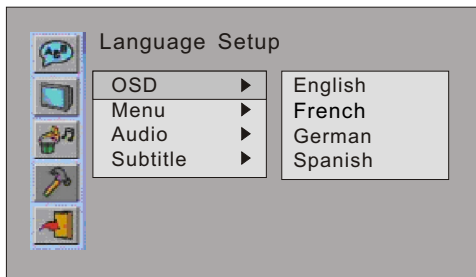 Language Setup
OSD
Menu
Audio
Subtitle
English
French
German
Spanish